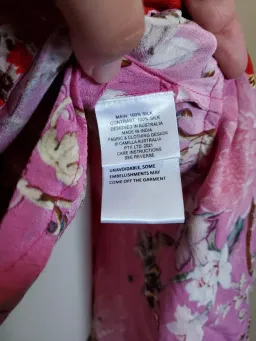 MAIN: 100% SILK
CONTRAST: 100% SILK
DESIGNED IN AUSTRALIA
MADE IN INDIA
FABRIC & CLOTHING DESIGN
© CAMILLA AUSTRALIA
PTY LTD. 2021
CARE INSTRUCTIONS
SEE REVERSE
UNAVOIDABLE, SOME
EMBELLISHMENTS MAY
COME OFF THE GARMENT